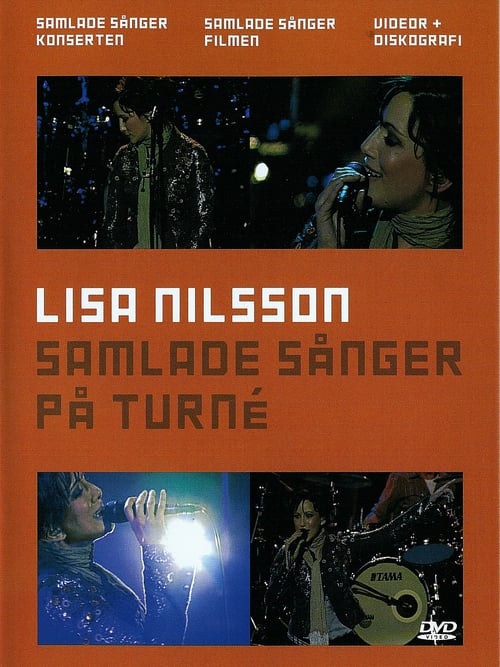 SAMLADE SÅNGER
KONSERTEN
SAMLADE SÅNGER
FILMEN
VIDEOR +
DISKOGRAFI
LISA NILSSON
SAMLADE SÅNGER
PÅ TURNÉ
TAMA
DVD
VIDEO